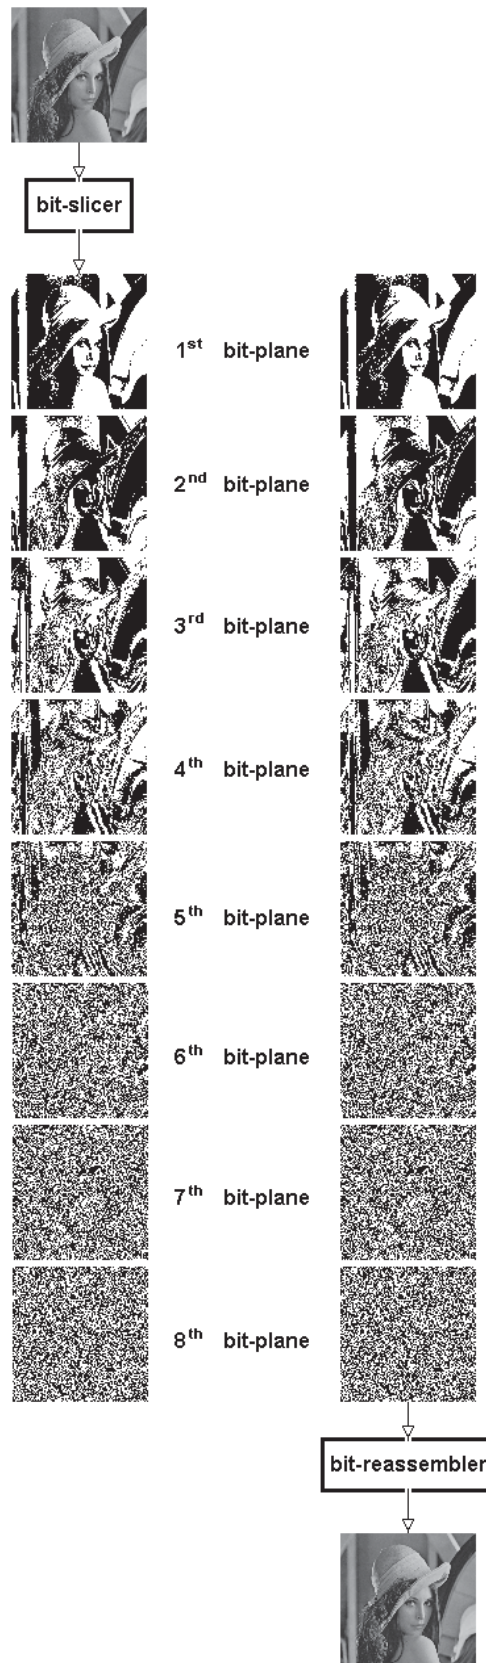 bit-slicer
1st bit-plane
2nd bit-plane
3rd bit-plane
4th bit-plane
5th bit-plane
6th bit-plane
7th bit-plane
8th bit-plane
bit-reassembler